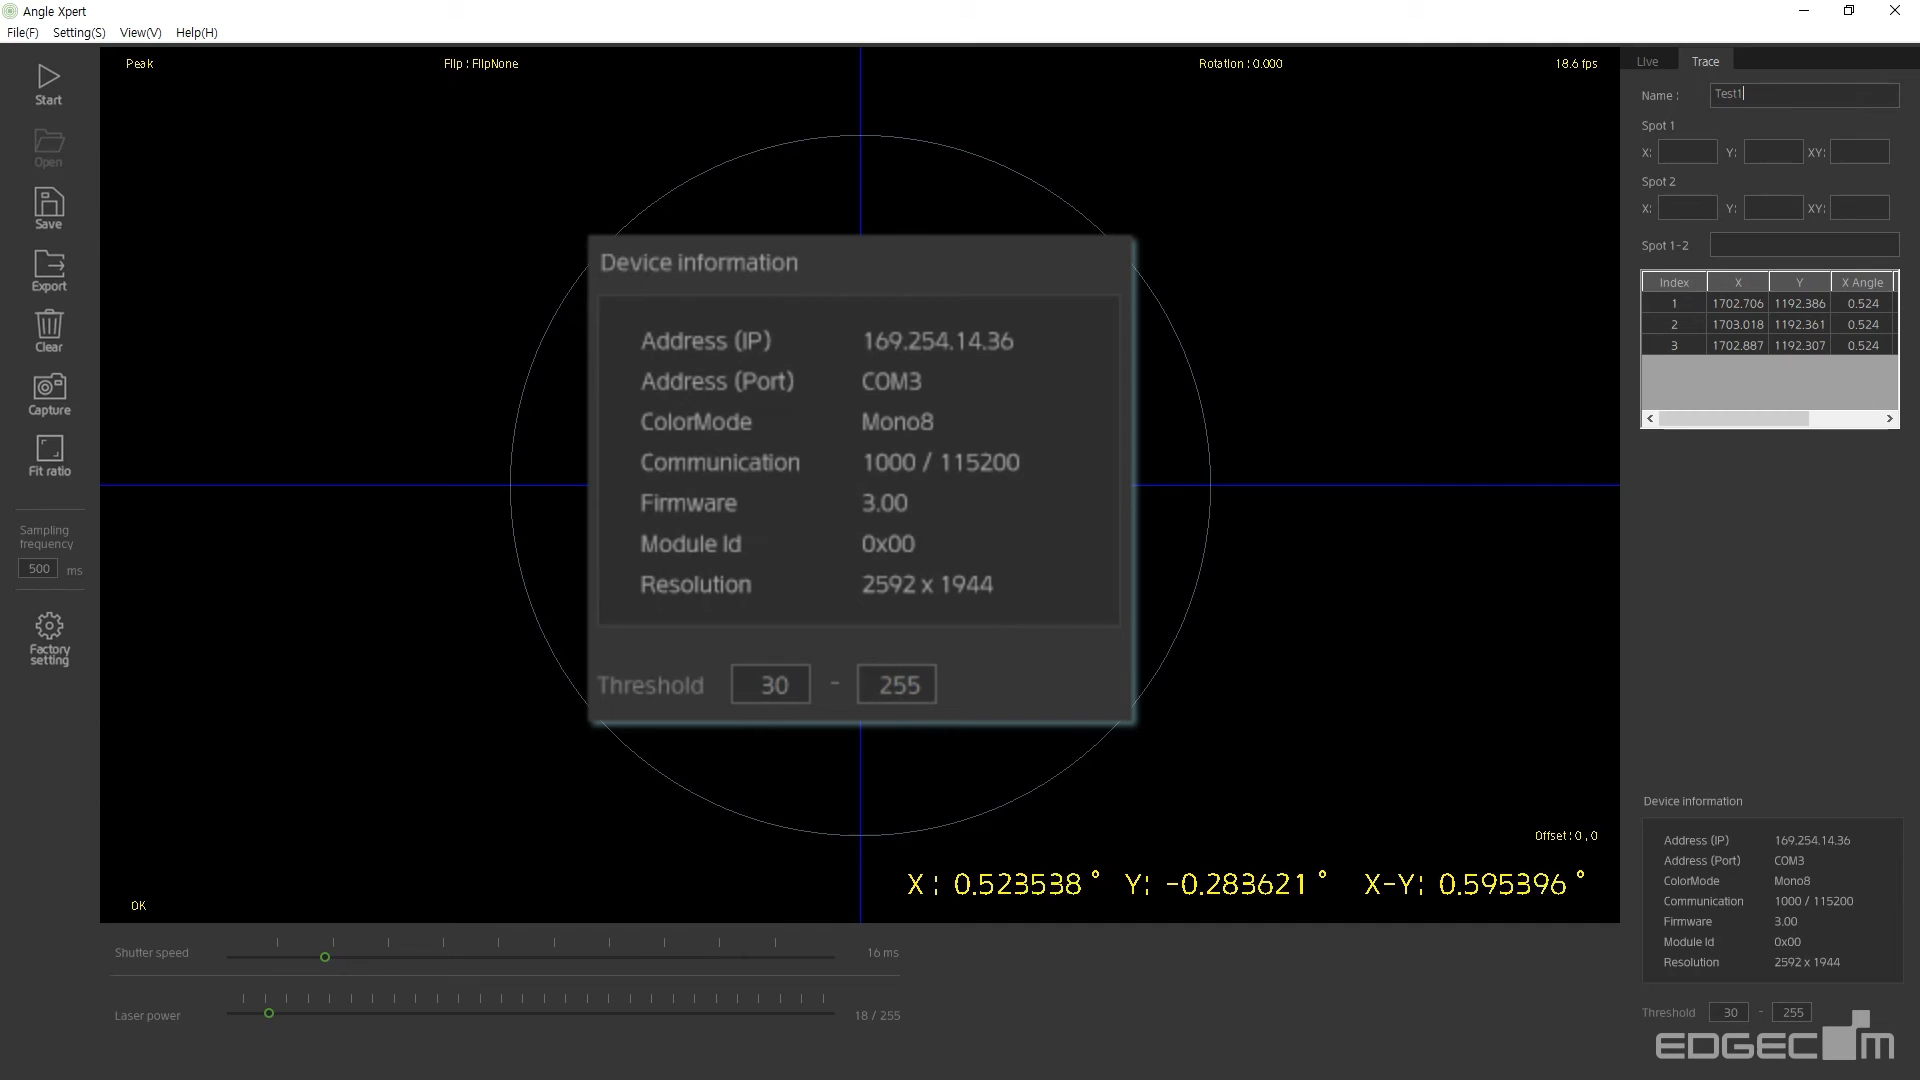 Angle Xpert
File(F) Setting(S) View(V) Help(H)
Start
Open
Save
Export
Clear
Capture
Fit ratio
Sampling
frequency
500 ms
Factory
setting
Peak Flip : FlipNone Rotation : 0.000 18.6 fps
Device information
Address (IP) 169.254.14.36
Address (Port) COM3
ColorMode Mono8
Communication 1000 / 115200
Firmware 3.00
Module Id 0x00
Resolution 2592 x 1944
Threshold 30 - 255
Offset : 0 , 0
X : 0.523538 ° Y: -0.283621 ° X-Y: 0.595396 °
OK
Shutter speed 16 ms
Laser power 18 / 255
Live Trace
Name : Test1
Spot 1
X: Y: XY:
Spot 2
X: Y: XY:
Spot 1-2
Index X Y X Angle
1 1702.706 1192.386 0.524
2 1703.018 1192.361 0.524
3 1702.887 1192.307 0.524
Device information
Address (IP) 169.254.14.36
Address (Port) COM3
ColorMode Mono8
Communication 1000 / 115200
Firmware 3.00
Module Id 0x00
Resolution 2592 x 1944
Threshold 30 - 255
EDGECOM